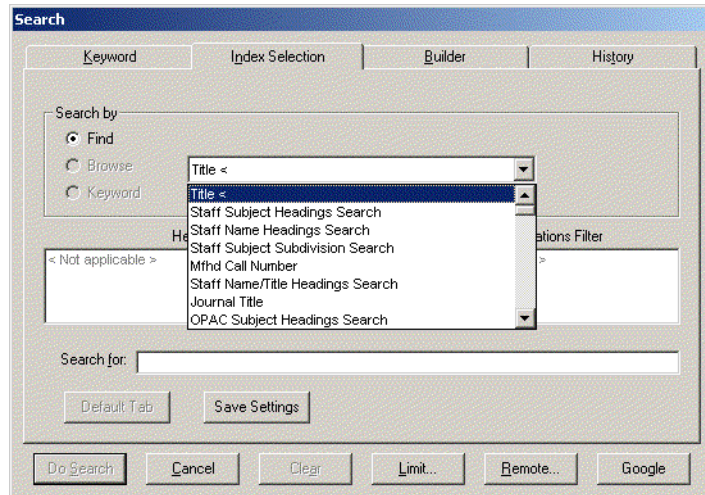 Search
Keyword Index Selection Builder History
Search by
Find
Browse Title <
Keyword Title <
Staff Subject Headings Search
Staff Name Headings Search
Staff Subject Subdivision Search
He ations Filter
< Not applicable > Mfhd Call Number >
Staff Name/Title Headings Search
Journal Title
OPAC Subject Headings Search
Search for:
Default Tab Save Settings
Do Search Cancel Clear Limit... Remote... Google